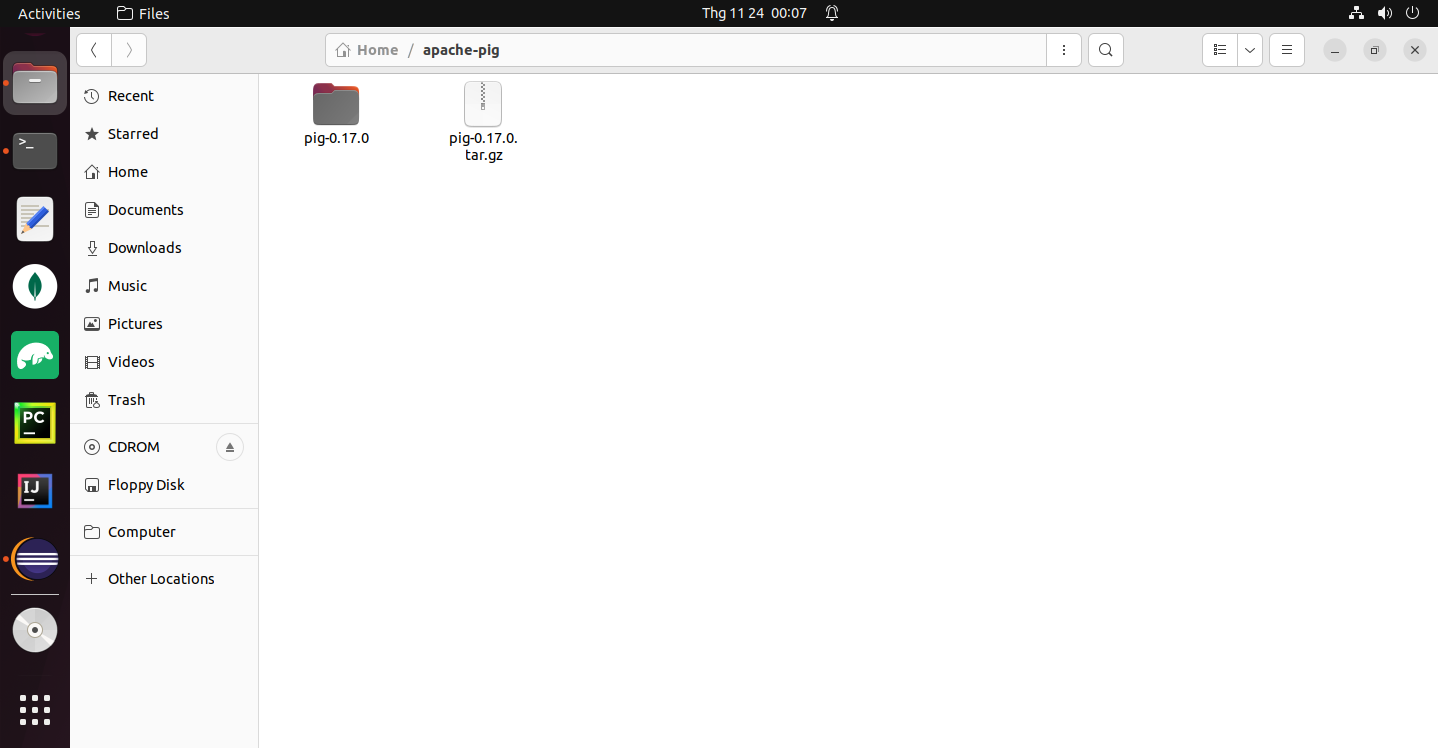 Activities Files Thg 11 24 00:07
Home / apache-pig
Recent
Starred
Home
Documents
Downloads
Music
Pictures
Videos
Trash
CDROM
Floppy Disk
Computer
+ Other Locations
pig-0.17.0
pig-0.17.0.
tar.gz
>_
PC
IJ